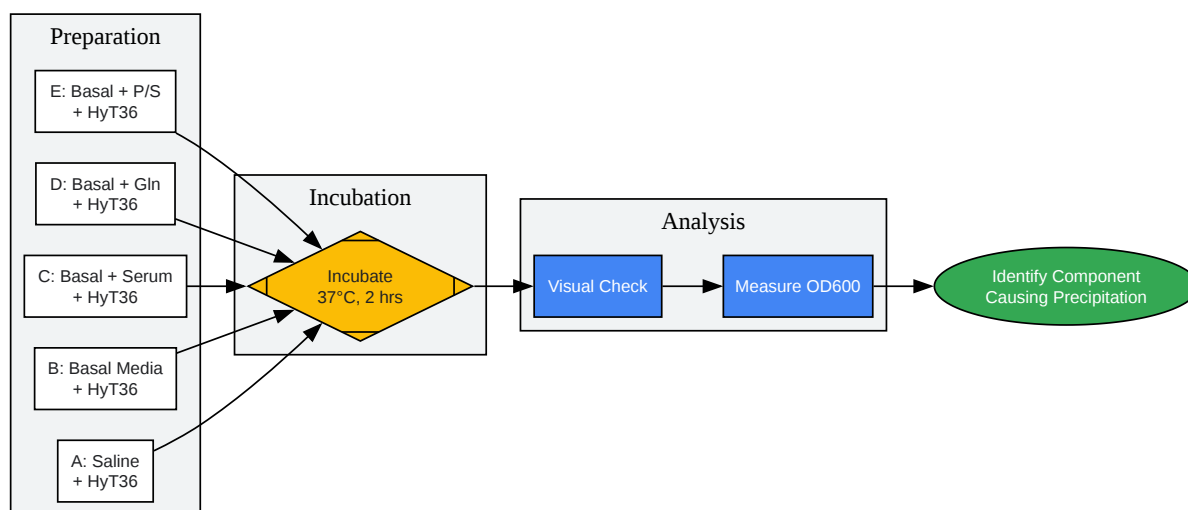 Preparation
E: Basal + P/S
+ HyT36
D: Basal + Gln
+ HyT36
C: Basal + Serum
+ HyT36
B: Basal Media
+ HyT36
A: Saline
+ HyT36
Incubation
Incubate
37°C, 2 hrs
Analysis
Visual Check
Measure OD600
Identify Component
Causing Precipitation